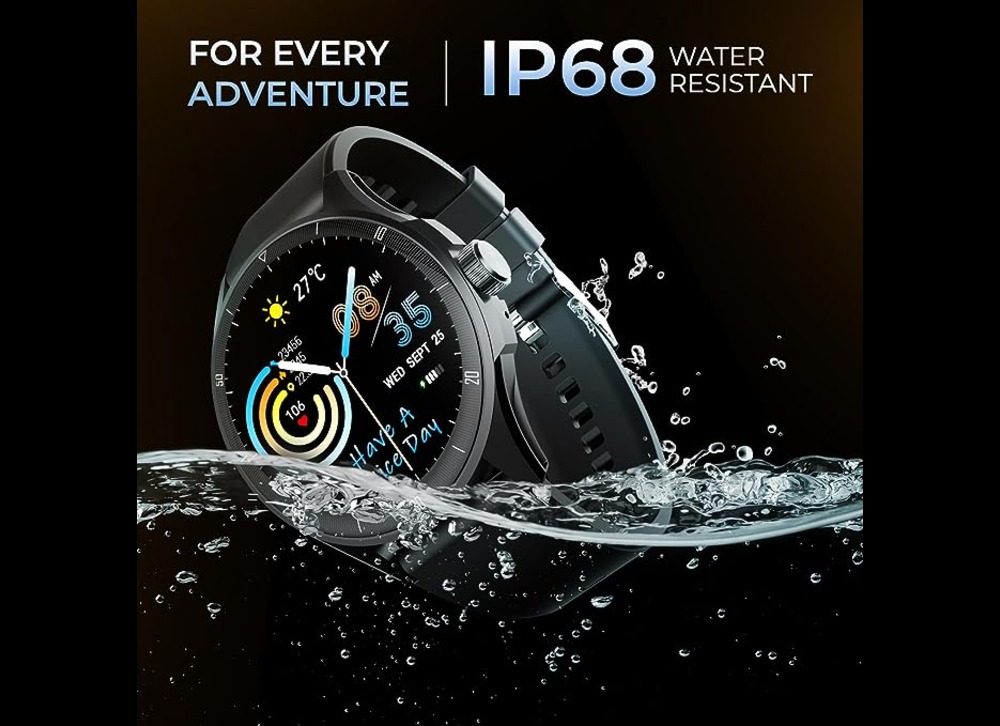 FOR EVERY
ADVENTURE
IP68
WATER
RESISTANT
10
27°C
08
AM
35
WED SEPT 25
20
50
23456
106
Have A
Day